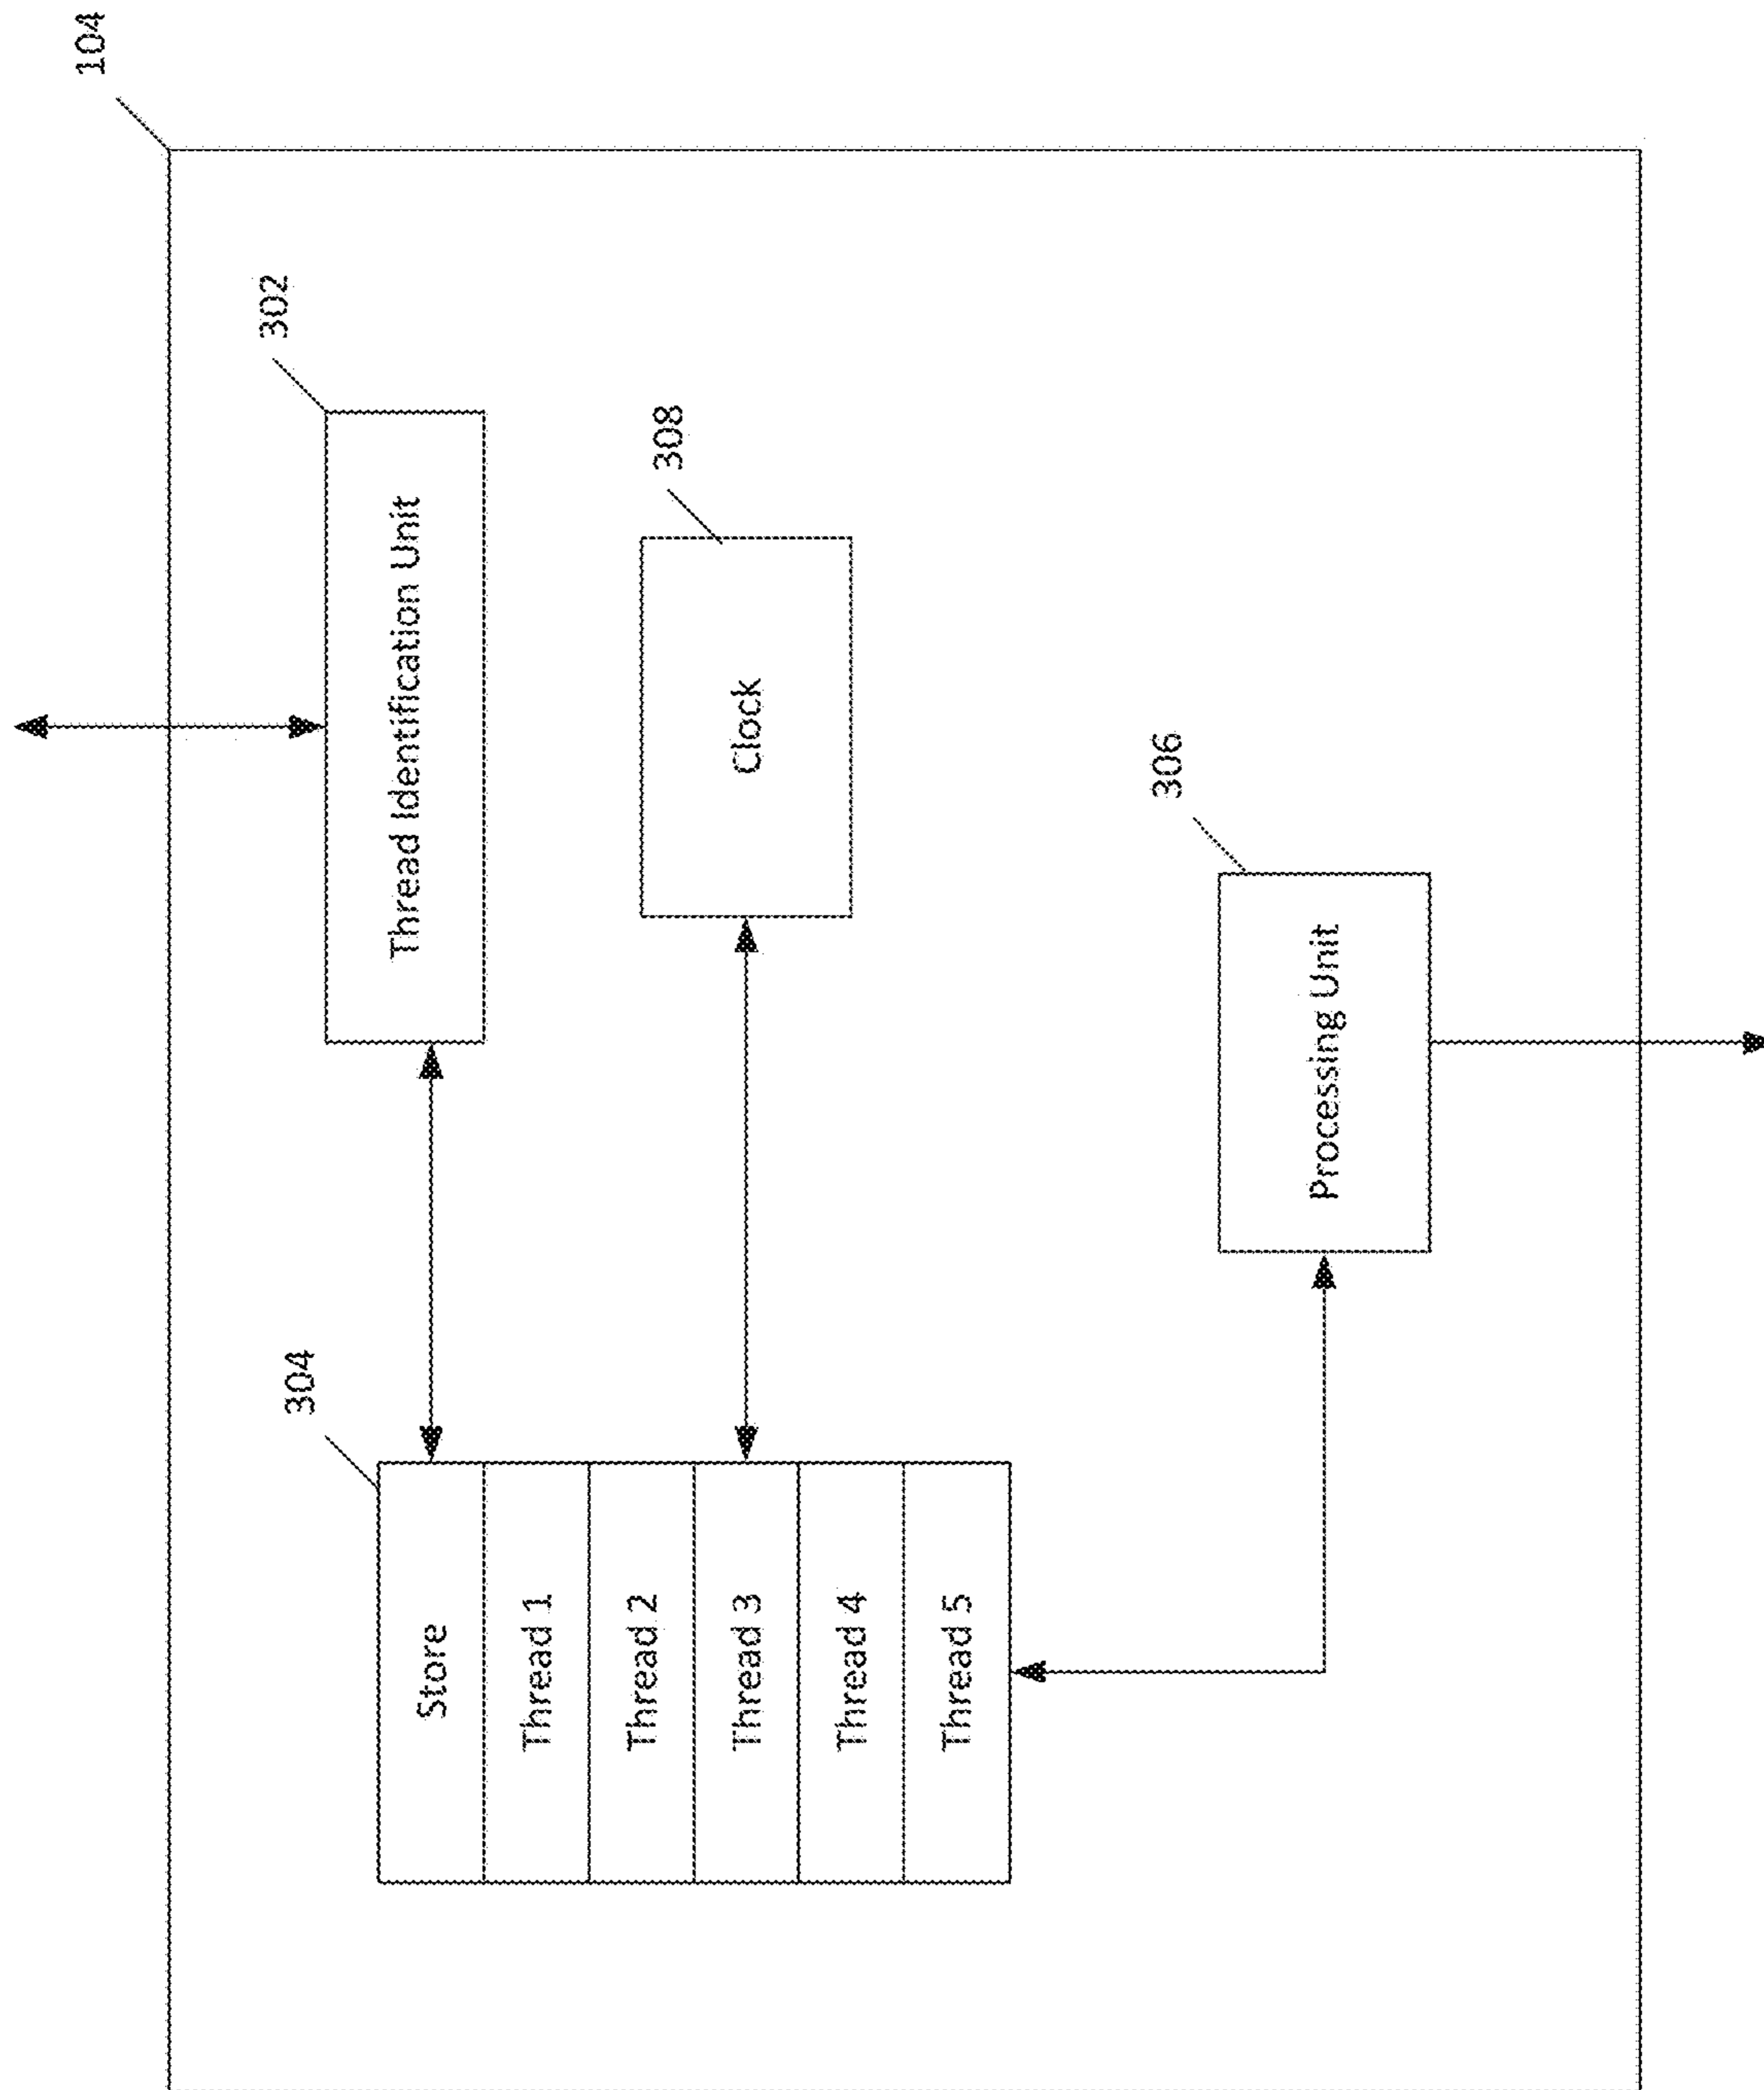 104
302
Thread Identification Unit
308
Clock
304
Store
Thread 1
Thread 2
Thread 3
Thread 4
Thread 5
306
Processing Unit